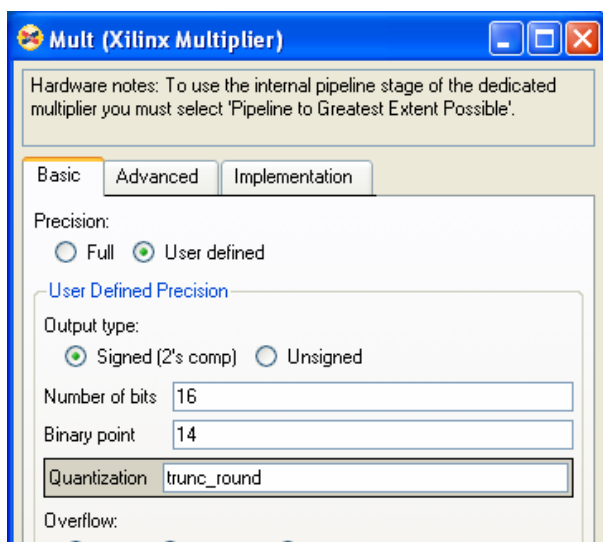 Mult (Xilinx Multiplier)
Hardware notes: To use the internal pipeline stage of the dedicated
multiplier you must select 'Pipeline to Greatest Extent Possible'.
Basic Advanced Implementation
Precision:
Full User defined
User Defined Precision
Output type:
Signed (2's comp) Unsigned
Number of bits 16
Binary point 14
Quantization trunc_round
Overflow: